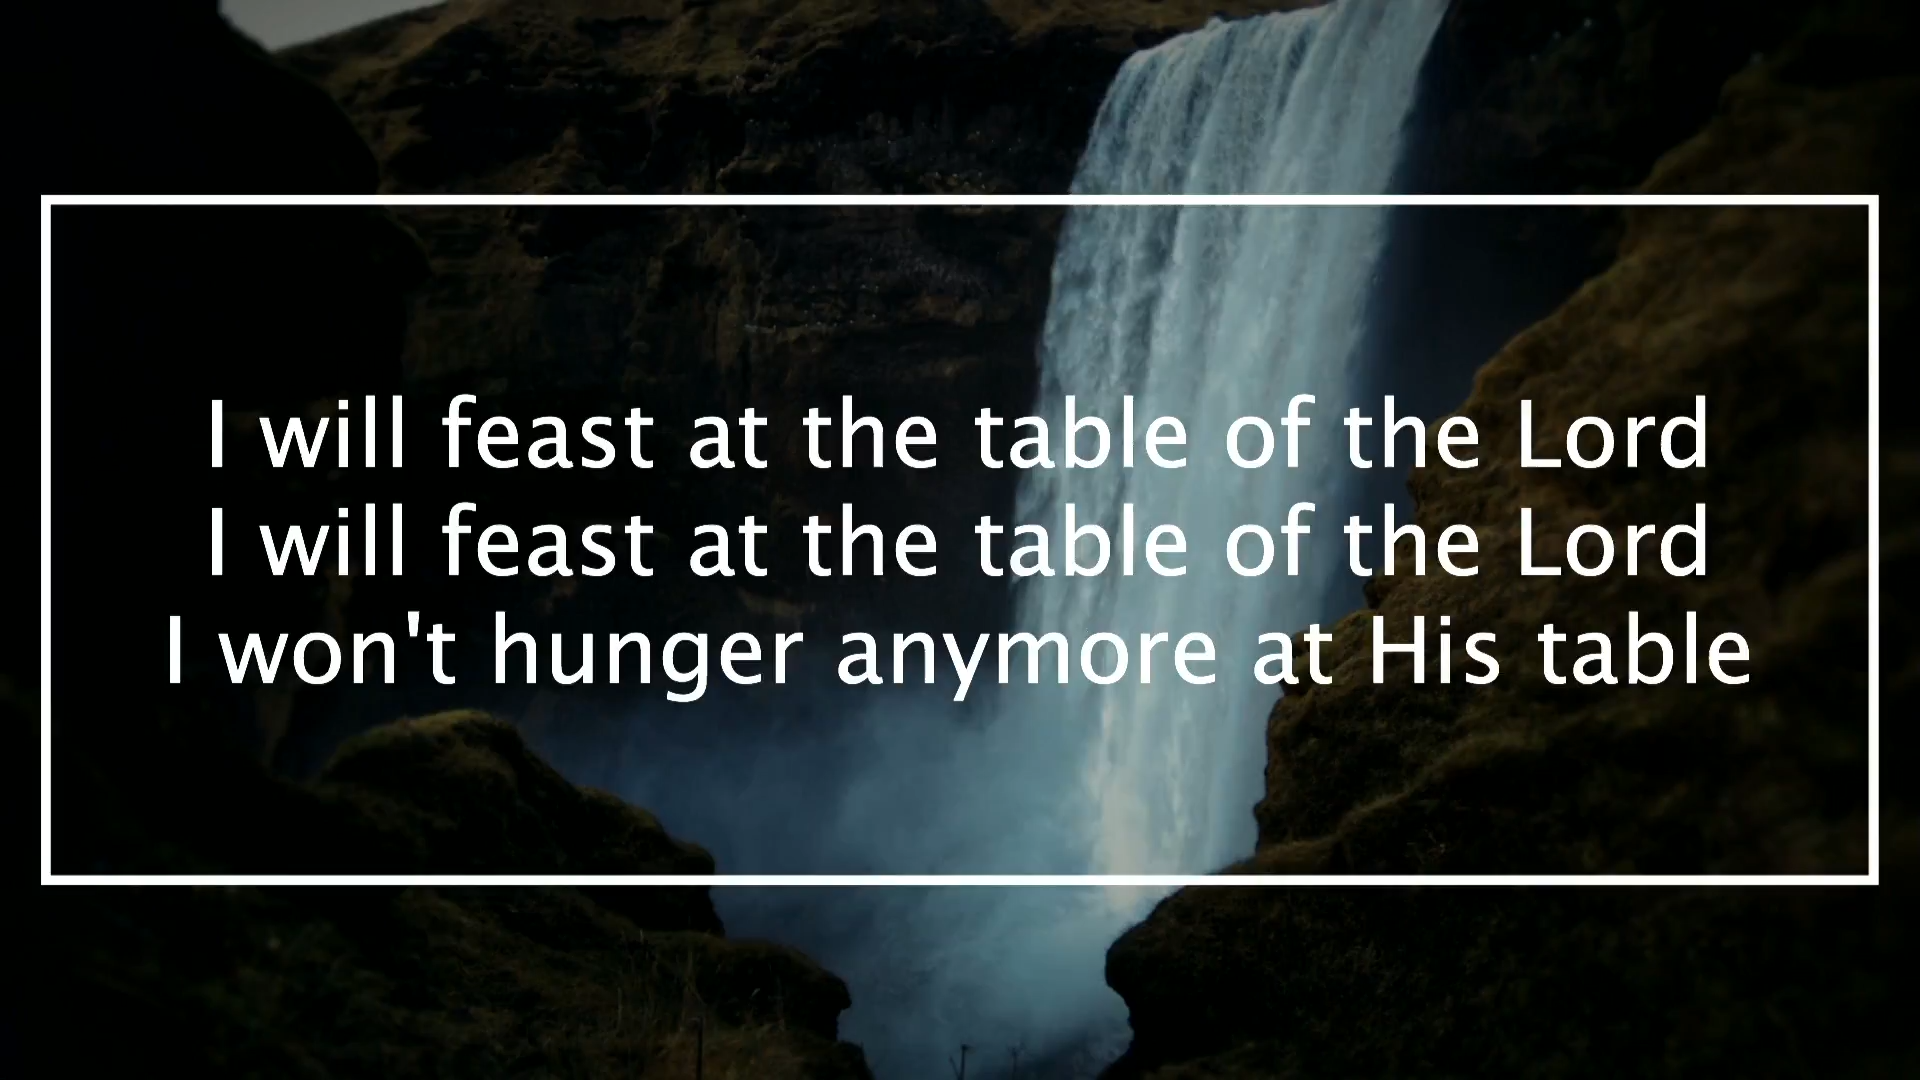 I will feast at the table of the Lord
I will feast at the table of the Lord
I won't hunger anymore at His table